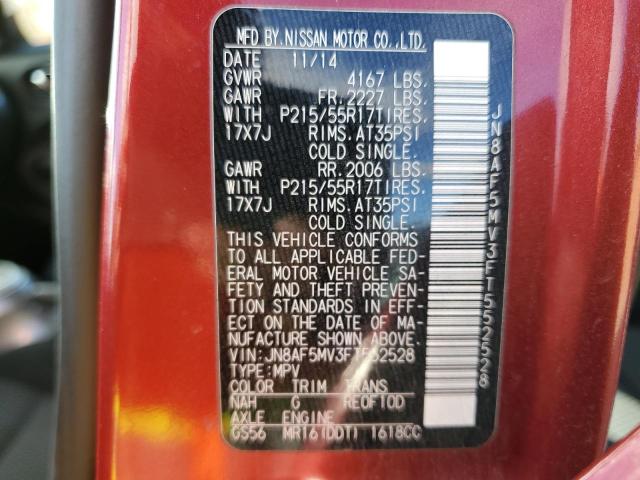 MFD BY.NISSAN MOTOR CO.,LTD.
DATE 11/14
GVWR 4167 LBS.
GAWR FR.2227 LBS.
WITH P215/55R17TIRES.
17X7J RIMS.AT35PSI
COLD SINGLE.
GAWR RR.2006 LBS.
WITH P215/55R17TIRES.
17X7J RIMS.AT35PSI
COLD SINGLE.
THIS VEHICLE CONFORMS
TO ALL APPLICABLE FED-
ERAL MOTOR VEHICLE SA-
FETY AND THEFT PREVEN-
TION STANDARDS IN EFF-
ECT ON THE DATE OF MA-
NUFACTURE SHOWN ABOVE.
VIN:JN8AF5MV3FT552528
TYPE:MPV
COLOR TRIM TRANS
NAH G RE0F10D
AXLE ENGINE
GS56 MR16(DDT) 1618CC
JN8AF5MV3FT552528